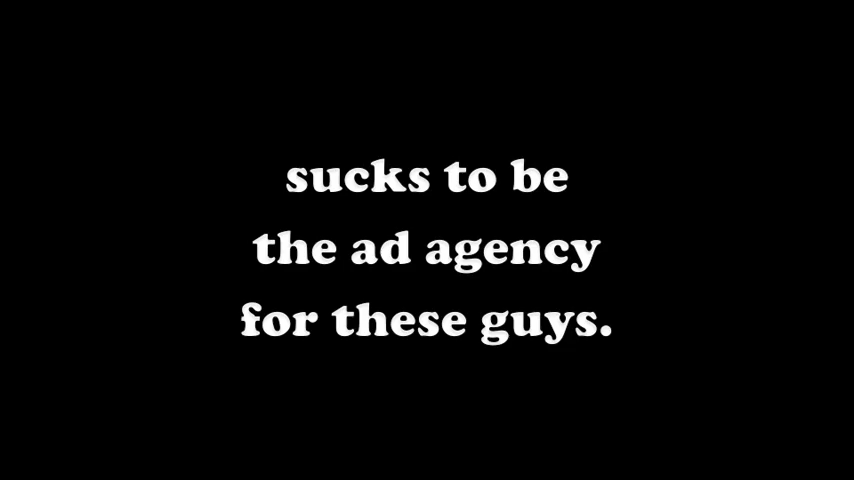 sucks to be
the ad agency
for these guys.